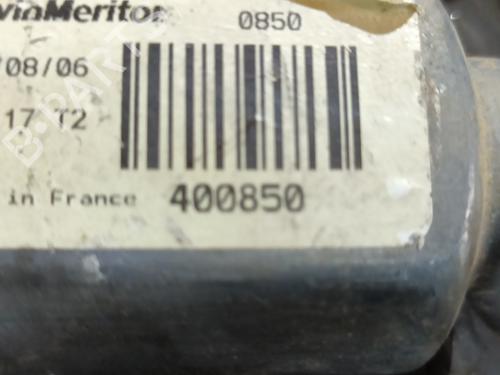 vinMeritor 0850
/08/06
17 T2
in France 400850
B-PARTS